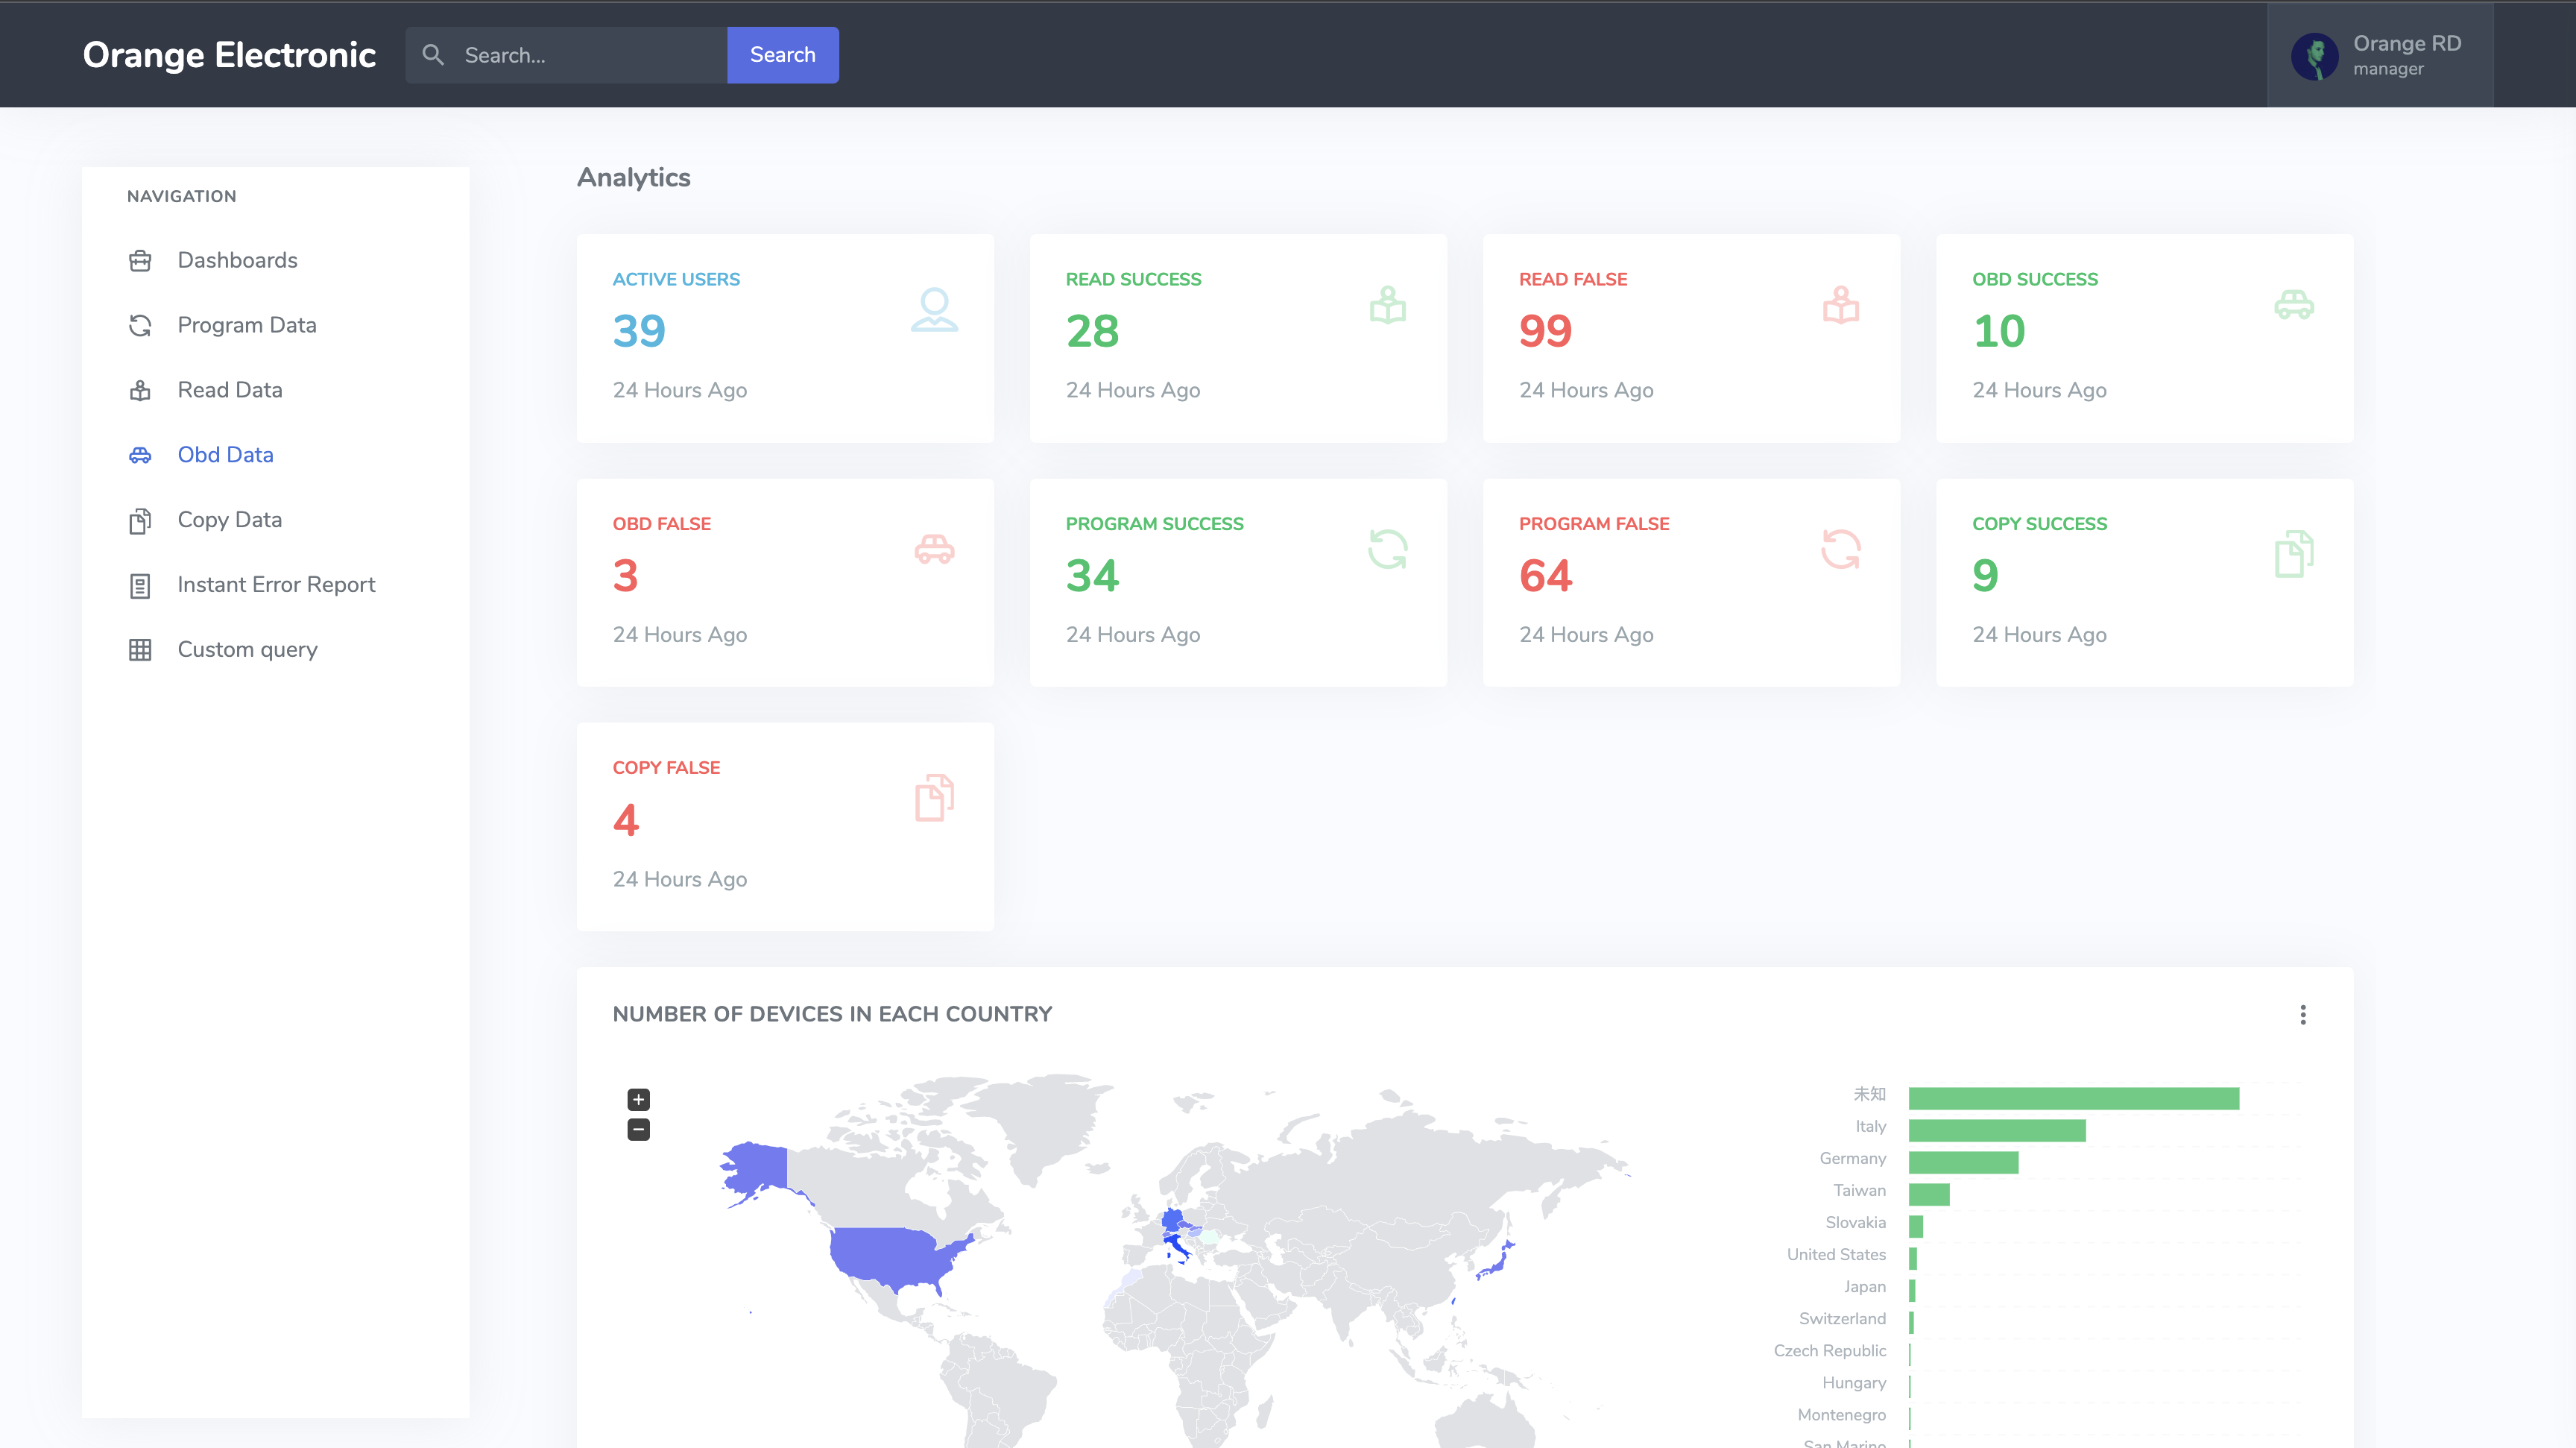 Orange Electronic
Search...
Search
Orange RD
manager
NAVIGATION
Dashboards
Program Data
Read Data
Obd Data
Copy Data
Instant Error Report
Custom query
Analytics
ACTIVE USERS
39
24 Hours Ago
READ SUCCESS
28
24 Hours Ago
READ FALSE
99
24 Hours Ago
OBD SUCCESS
10
24 Hours Ago
OBD FALSE
3
24 Hours Ago
PROGRAM SUCCESS
34
24 Hours Ago
PROGRAM FALSE
64
24 Hours Ago
COPY SUCCESS
9
24 Hours Ago
COPY FALSE
4
24 Hours Ago
NUMBER OF DEVICES IN EACH COUNTRY
+
−
未知
Italy
Germany
Taiwan
Slovakia
United States
Japan
Switzerland
Czech Republic
Hungary
Montenegro
San Marino